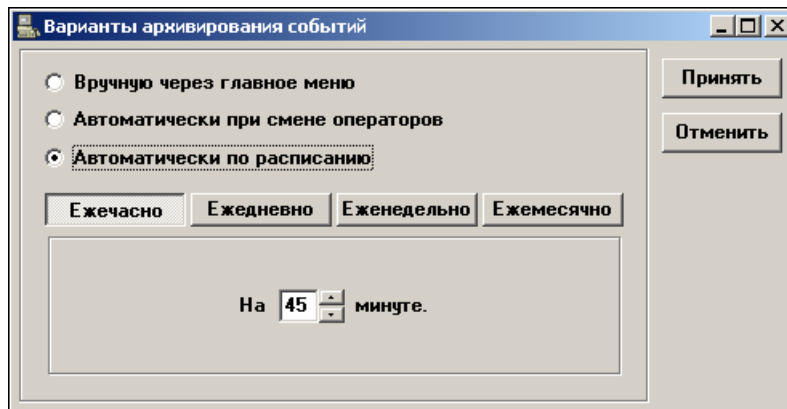 Варианты архивирования событий
Вручную через главное меню
Автоматически при смене операторов
Автоматически по расписанию
Принять
Отменить
Ежечасно Ежедневно Еженедельно Ежемесячно
На 45 минуте.